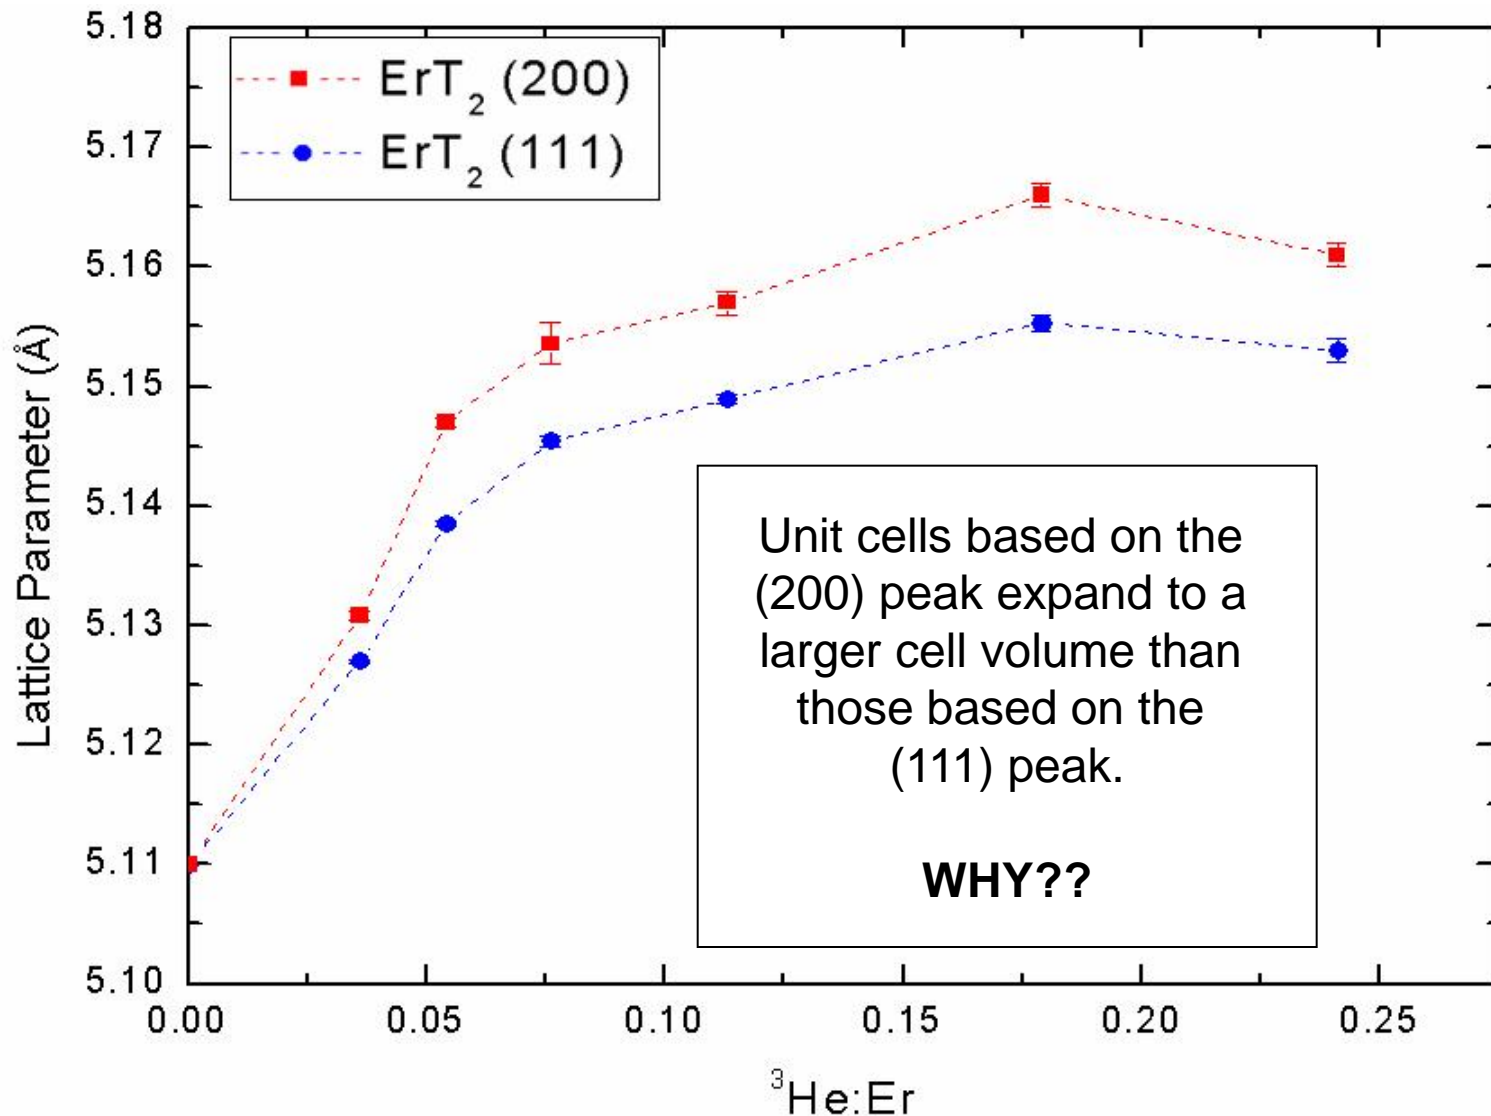 5.18
5.17
5.16
5.15
5.14
5.13
5.12
5.11
5.10
Lattice Parameter (Å)
ErT₂ (200)
ErT₂ (111)
Unit cells based on the
(200) peak expand to a
larger cell volume than
those based on the
(111) peak.
WHY??
0.00 0.05 0.10 0.15 0.20 0.25
³He:Er